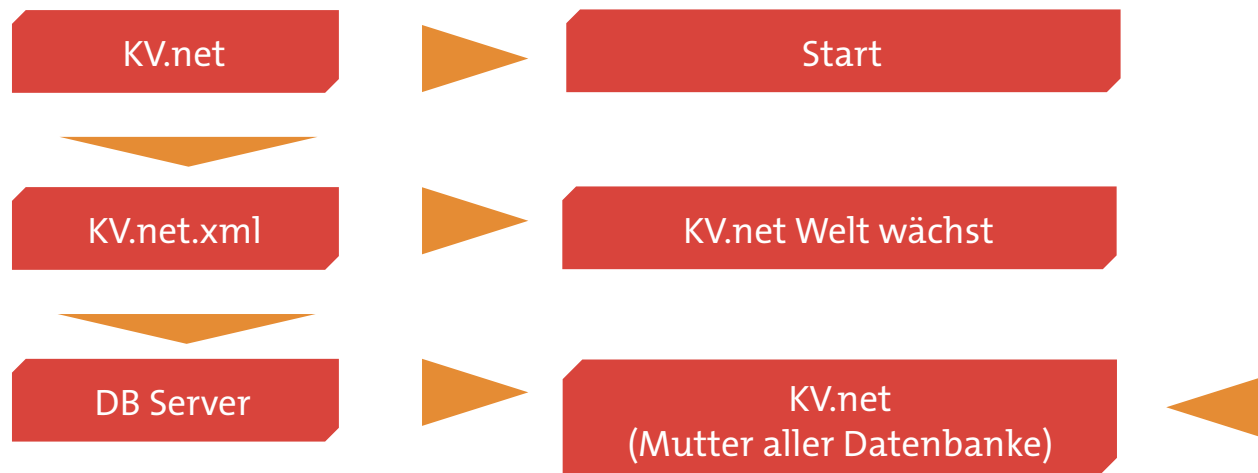 KV.net
Start
KV.net.xml
KV.net Welt wächst
DB Server
KV.net
(Mutter aller Datenbanke)